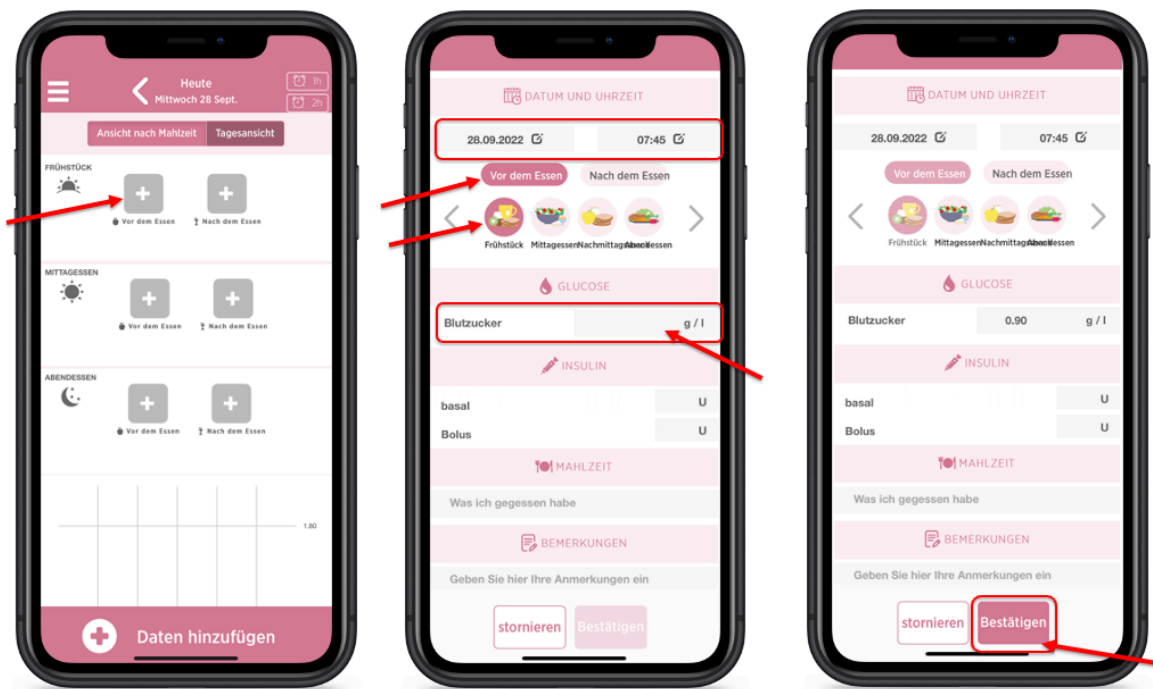 Heute
Mittwoch 28 Sept.
1h
2h
Ansicht nach Mahlzeit Tagesansicht
FRÜHSTÜCK
Vor dem Essen Nach dem Essen
MITTAGESSEN
Vor dem Essen Nach dem Essen
ABENDESSEN
Vor dem Essen Nach dem Essen
1.80
Daten hinzufügen
DATUM UND UHRZEIT
28.09.2022 07:45
Vor dem Essen Nach dem Essen
Frühstück Mittagessen Nachmittags Abendessen
GLUCOSE
Blutzucker g / l
INSULIN
basal U
Bolus U
MAHLZEIT
Was ich gegessen habe
BEMERKUNGEN
Geben Sie hier Ihre Anmerkungen ein
stornieren Bestätigen
DATUM UND UHRZEIT
28.09.2022 07:45
Vor dem Essen Nach dem Essen
Frühstück Mittagessen Nachmittags Abendessen
GLUCOSE
Blutzucker 0.90 g / l
INSULIN
basal U
Bolus U
MAHLZEIT
Was ich gegessen habe
BEMERKUNGEN
Geben Sie hier Ihre Anmerkungen ein
stornieren Bestätigen